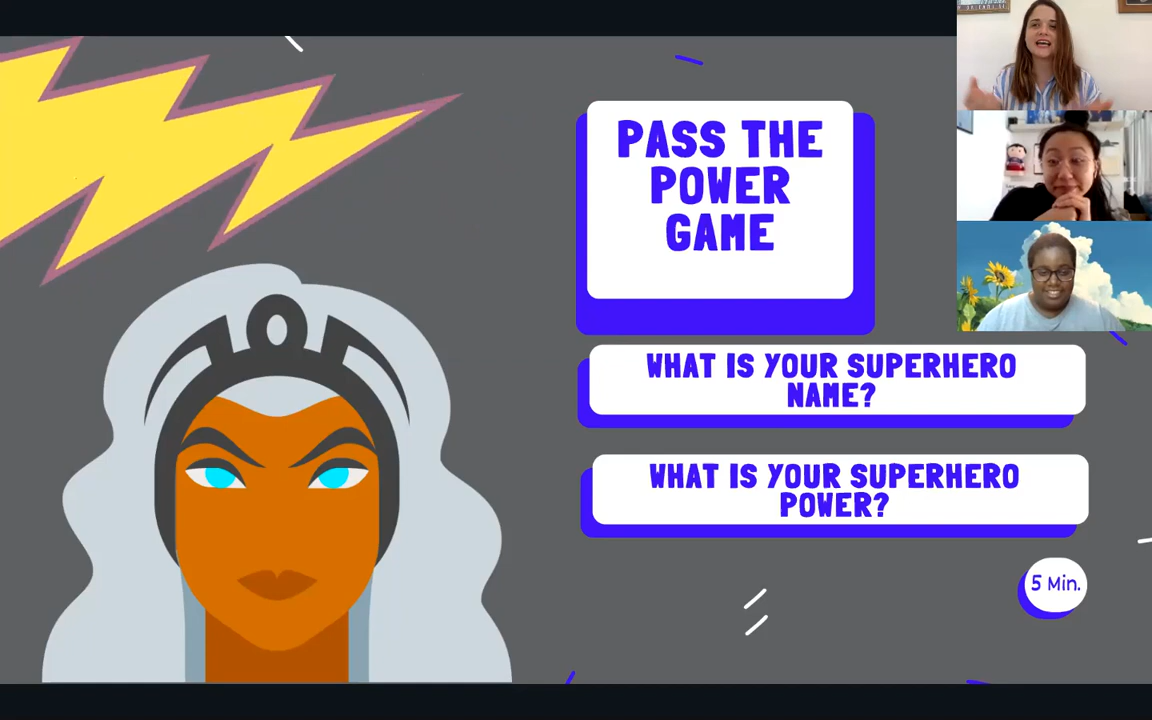 PASS THE
POWER
GAME
WHAT IS YOUR SUPERHERO
NAME?
WHAT IS YOUR SUPERHERO
POWER?
5 Min.